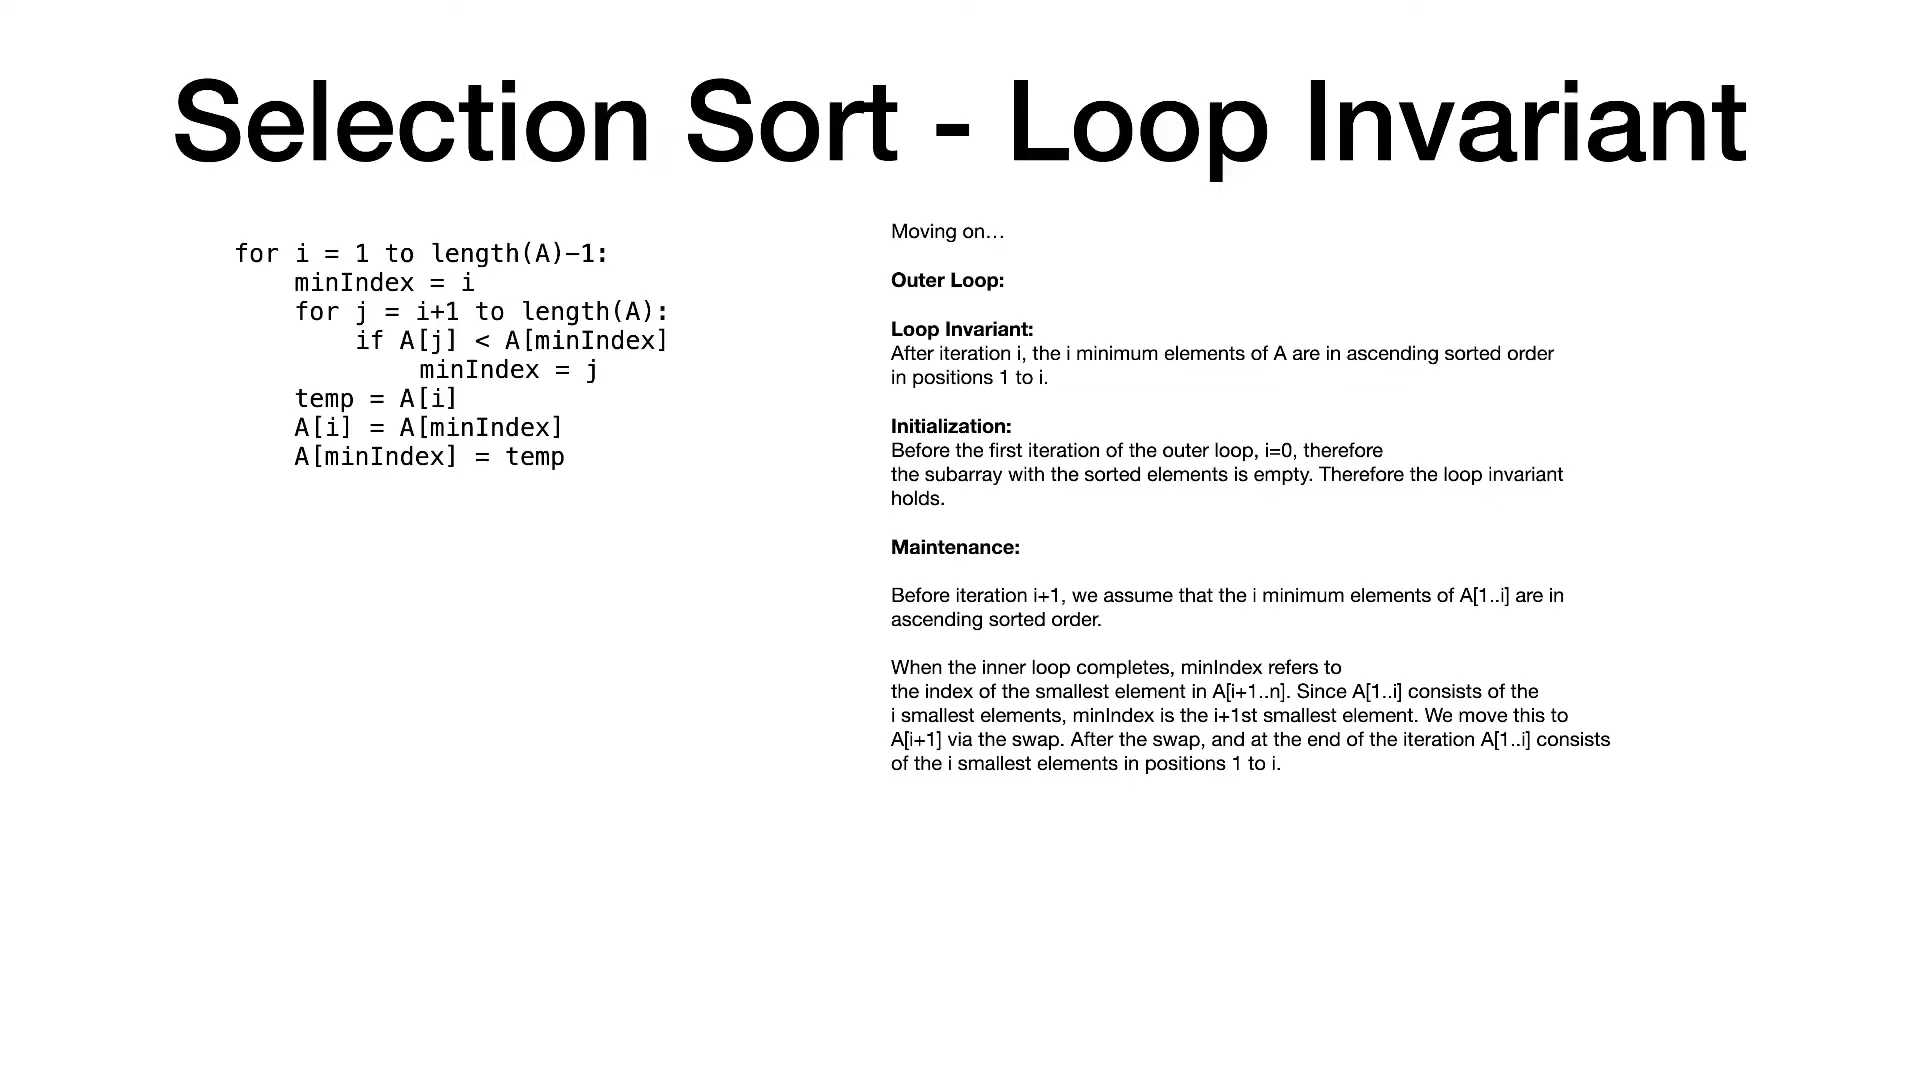 Selection Sort - Loop Invariant
for i = 1 to length(A)-1:
    minIndex = i
    for j = i+1 to length(A):
        if A[j] < A[minIndex]
            minIndex = j
    temp = A[i]
    A[i] = A[minIndex]
    A[minIndex] = temp
Moving on…
Outer Loop:
Loop Invariant:
After iteration i, the i minimum elements of A are in ascending sorted order
in positions 1 to i.
Initialization:
Before the first iteration of the outer loop, i=0, therefore
the subarray with the sorted elements is empty. Therefore the loop invariant
holds.
Maintenance:
Before iteration i+1, we assume that the i minimum elements of A[1..i] are in
ascending sorted order.
When the inner loop completes, minIndex refers to
the index of the smallest element in A[i+1..n]. Since A[1..i] consists of the
i smallest elements, minIndex is the i+1st smallest element. We move this to
A[i+1] via the swap. After the swap, and at the end of the iteration A[1..i] consists
of the i smallest elements in positions 1 to i.